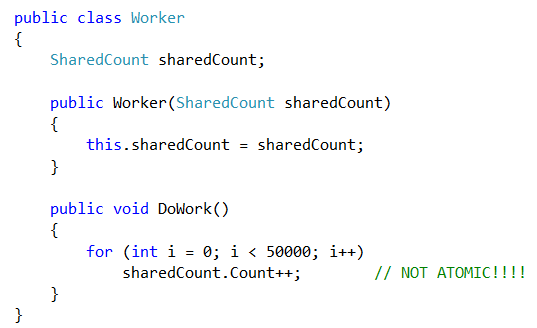 public class Worker
{
    SharedCount sharedCount;

    public Worker(SharedCount sharedCount)
    {
        this.sharedCount = sharedCount;
    }

    public void DoWork()
    {
        for (int i = 0; i < 50000; i++)
            sharedCount.Count++;        // NOT ATOMIC!!!!
    }
}